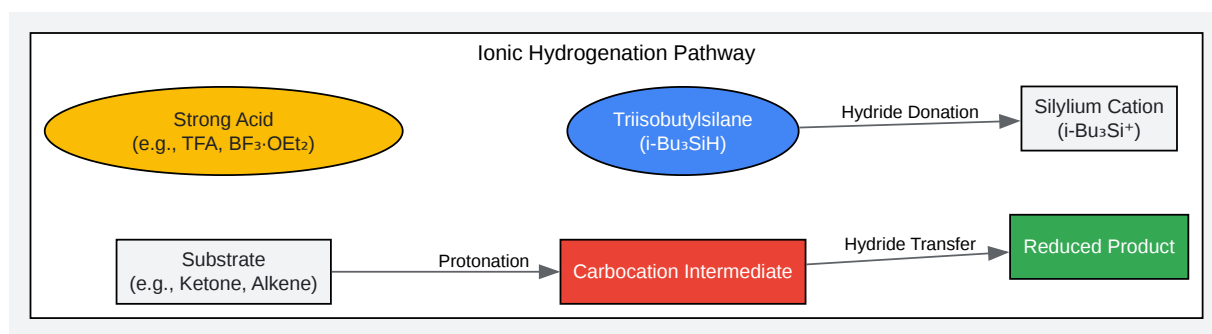 Ionic Hydrogenation Pathway
Strong Acid
(e.g., TFA, BF₃·OEt₂)
Triisobutylsilane
(i-Bu₃SiH)
Hydride Donation
Silylium Cation
(i-Bu₃Si⁺)
Substrate
(e.g., Ketone, Alkene)
Protonation
Carbocation Intermediate
Hydride Transfer
Reduced Product